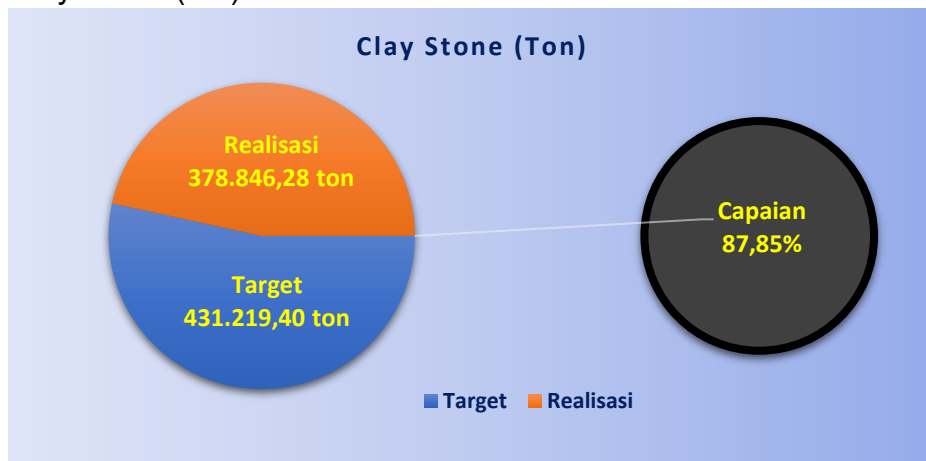 Clay Stone (Ton)
Realisasi
378.846,28 ton
Target
431.219,40 ton
Capaian
87,85%
Target
Realisasi